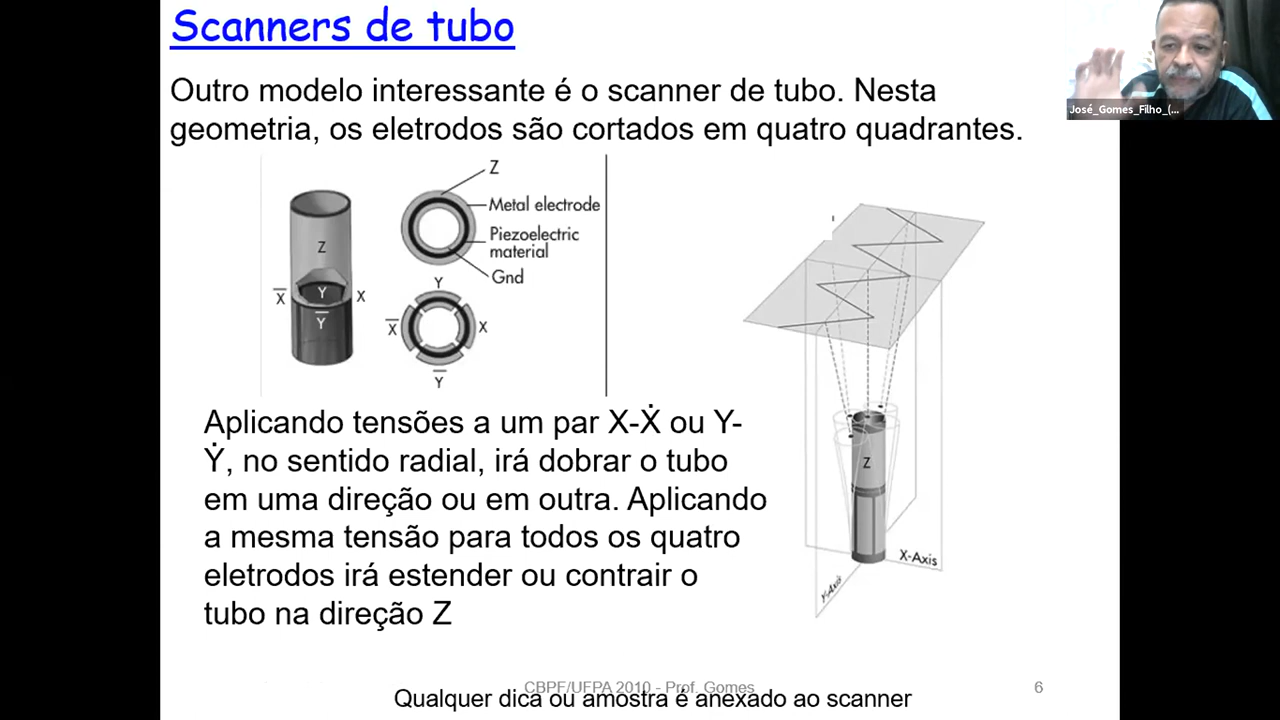 Scanners de tubo
Outro modelo interessante é o scanner de tubo. Nesta
geometria, os eletrodos são cortados em quatro quadrantes.
José_Gomes_Filho_(...
Z
Metal electrode
Piezoelectric
material
Gnd
Z
X̅
Y
X
Y̅
Y
X̅
X
Y̅
Z
X-Axis
Y-Axis
Aplicando tensões a um par X-Ẋ ou Y-
Ẏ, no sentido radial, irá dobrar o tubo
em uma direção ou em outra. Aplicando
a mesma tensão para todos os quatro
eletrodos irá estender ou contrair o
tubo na direção Z
CBPF/UFPA 2010 - Prof. Gomes
6
Qualquer dica ou amostra é anexado ao scanner